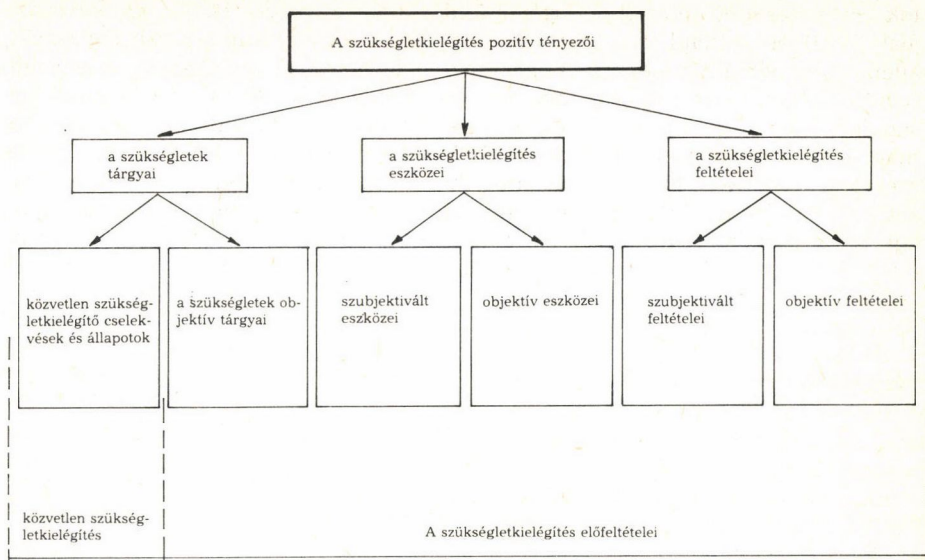 A szükségletkielégítés pozitív tényezői
a szükségletek
tárgyai
a szükségletkielégítés
eszközei
a szükségletkielégítés
feltételei
közvetlen szükség-
letkielégítő cselek-
vések és állapotok
a szükségletek ob-
jektív tárgyai
szubjektivált
eszközei
objektív eszközei
szubjektivált
feltételei
objektív feltételei
közvetlen szükség-
letkielégítés
A szükségletkielégítés előfeltételei